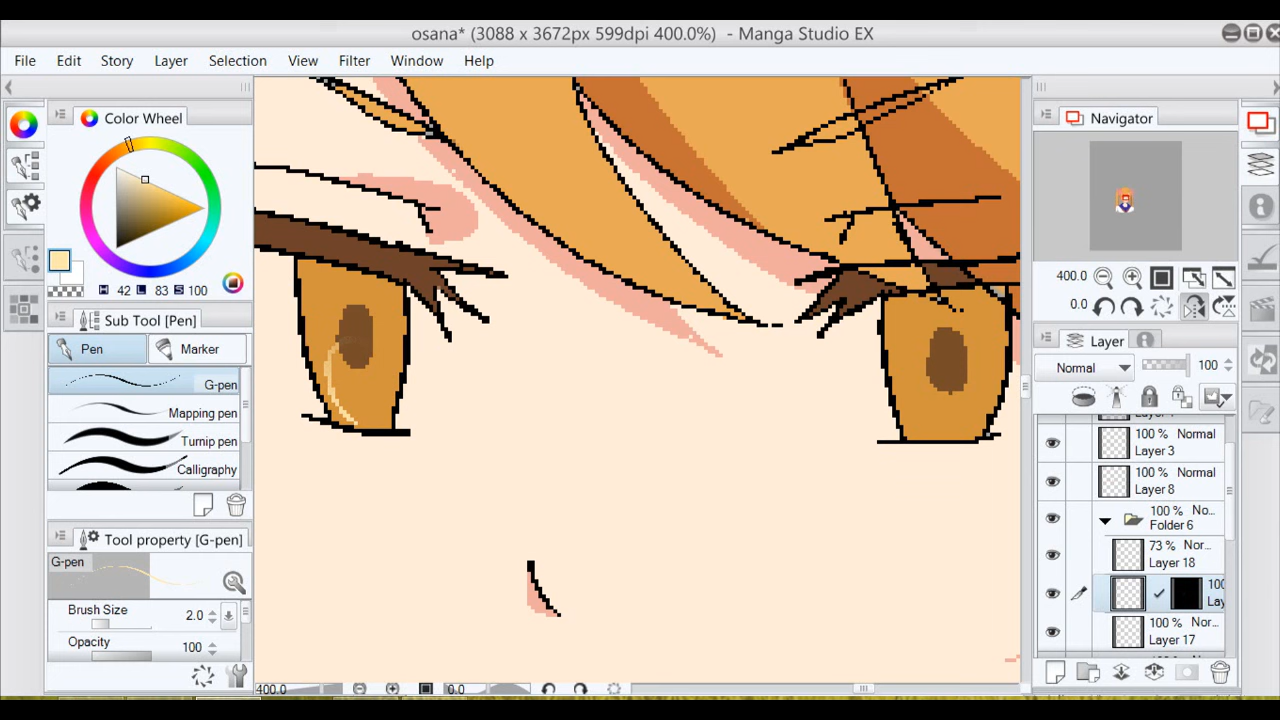 osana* (3088 x 3672px 599dpi 400.0%) - Manga Studio EX
File Edit Story Layer Selection View Filter Window Help
Color Wheel
H 42 L 83 S 100
Sub Tool [Pen]
Pen Marker
G-pen
Mapping pen
Turnip pen
Calligraphy
Tool property [G-pen]
G-pen
Brush Size 2.0
Opacity 100
400.0 0.0
Navigator
400.0
0.0
Layer
Normal 100
100 % Normal
Layer 3
100 % Normal
Layer 8
100 % No...
Folder 6
73 % Nor...
Layer 18
100
Lay
100 % Nor...
Layer 17